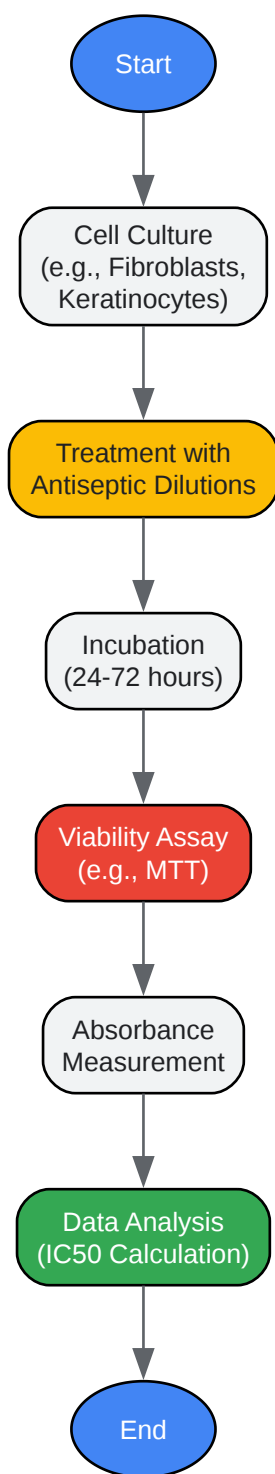 Start
Cell Culture
(e.g., Fibroblasts,
Keratinocytes)
Treatment with
Antiseptic Dilutions
Incubation
(24-72 hours)
Viability Assay
(e.g., MTT)
Absorbance
Measurement
Data Analysis
(IC50 Calculation)
End